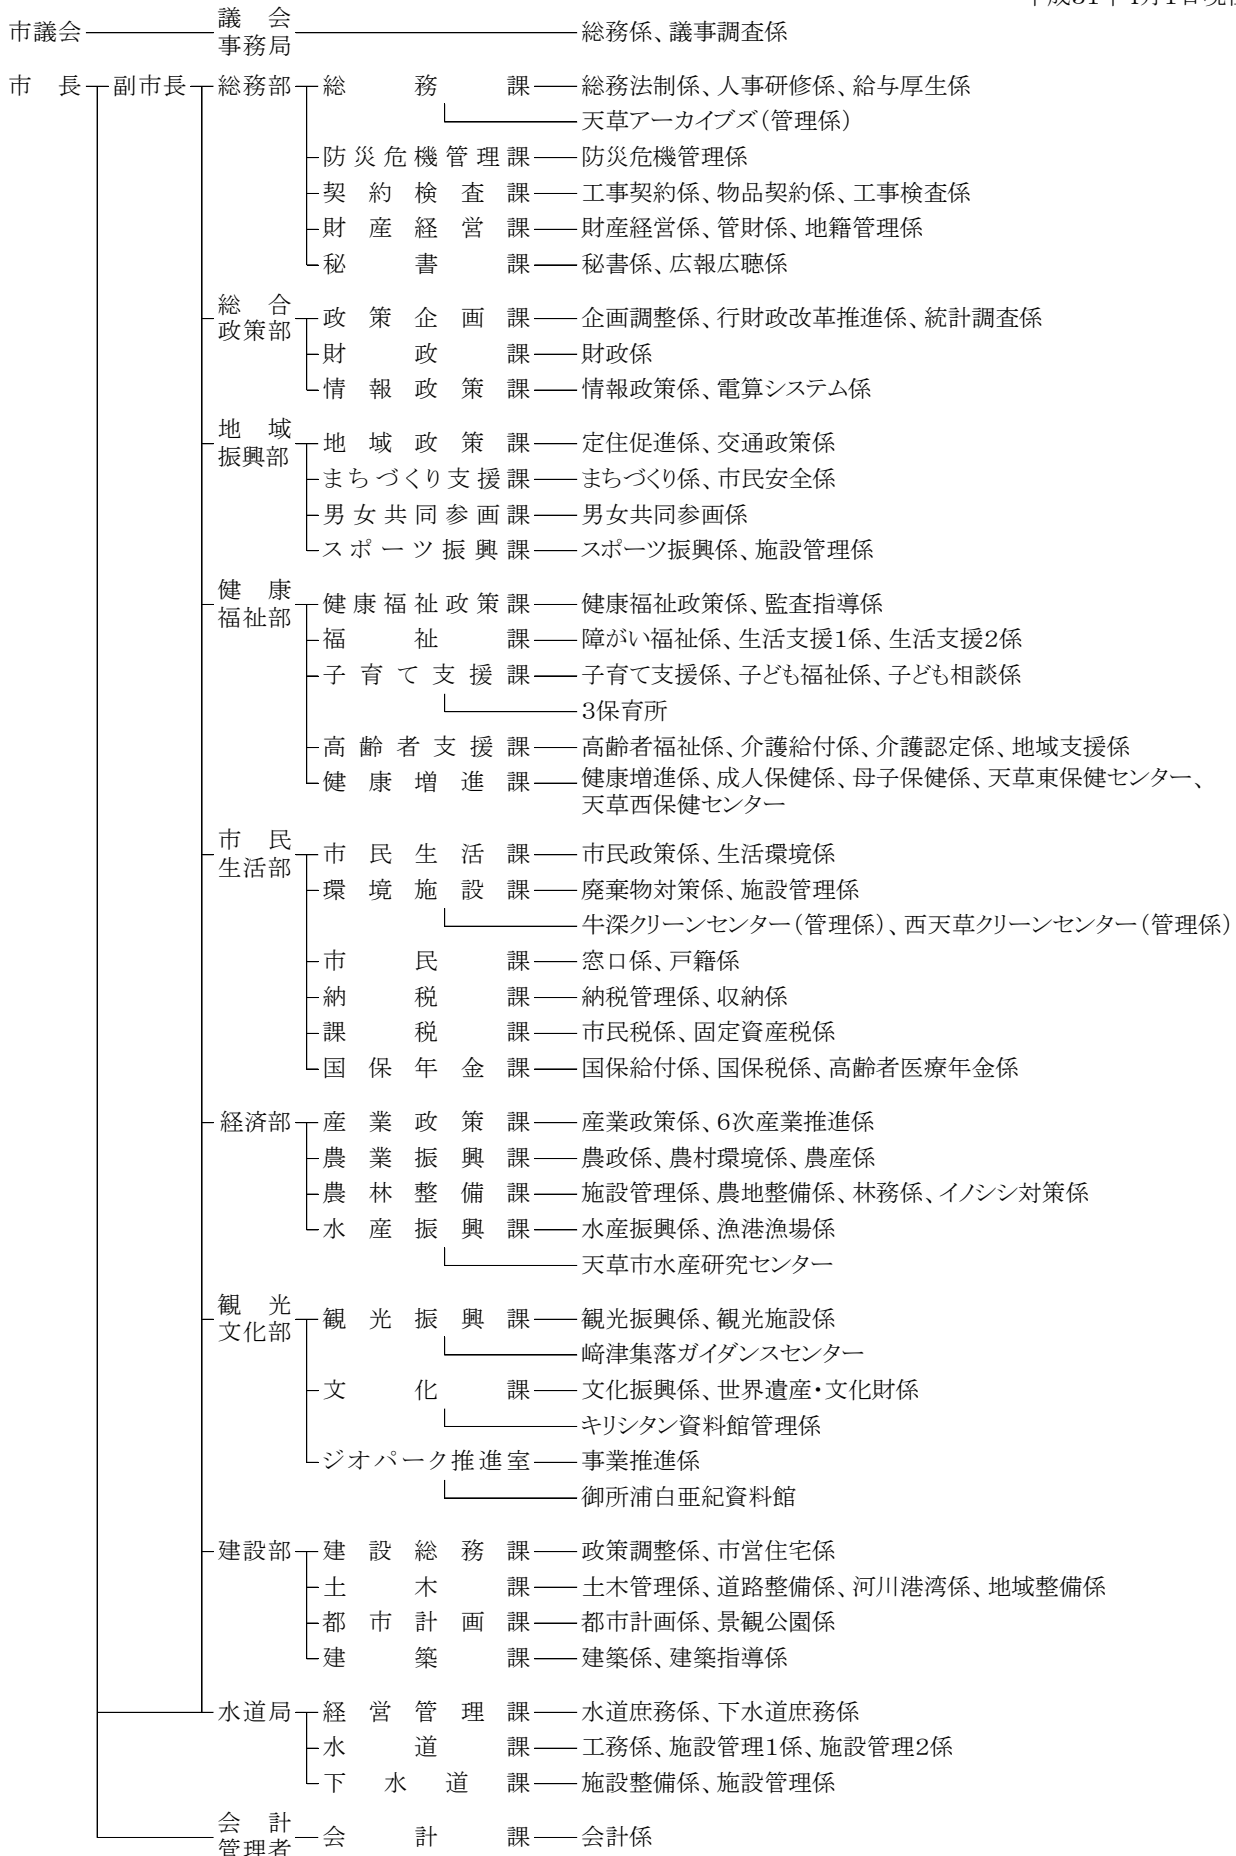 平成31年4月1日現在
議会
市議会 事務局 総務係、議事調査係
市長 副市長 総務部 総務課 総務法制係、人事研修係、給与厚生係
天草アーカイブズ(管理係)
防災危機管理課 防災危機管理係
契約検査課 工事契約係、物品契約係、工事検査係
財産経営課 財産経営係、管財係、地籍管理係
秘書課 秘書係、広報広聴係
総合
政策部 政策企画課 企画調整係、行財政改革推進係、統計調査係
財政課 財政係
情報政策課 情報政策係、電算システム係
地域
振興部 地域政策課 定住促進係、交通政策係
まちづくり支援課 まちづくり係、市民安全係
男女共同参画課 男女共同参画係
スポーツ振興課 スポーツ振興係、施設管理係
健康
福祉部 健康福祉政策課 健康福祉政策係、監査指導係
福祉課 障がい福祉係、生活支援1係、生活支援2係
子育て支援課 子育て支援係、子ども福祉係、子ども相談係
3保育所
高齢者支援課 高齢者福祉係、介護給付係、介護認定係、地域支援係
健康増進課 健康増進係、成人保健係、母子保健係、天草東保健センター、
天草西保健センター
市民
生活部 市民生活課 市民政策係、生活環境係
環境施設課 廃棄物対策係、施設管理係
牛深クリーンセンター(管理係)、西天草クリーンセンター(管理係)
市民課 窓口係、戸籍係
納税課 納税管理係、収納係
課税課 市民税係、固定資産税係
国保年金課 国保給付係、国保税係、高齢者医療年金係
経済部 産業政策課 産業政策係、6次産業推進係
農業振興課 農政係、農村環境係、農産係
農林整備課 施設管理係、農地整備係、林務係、イノシシ対策係
水産振興課 水産振興係、漁港漁場係
天草市水産研究センター
観光
文化部 観光振興課 観光振興係、観光施設係
﨑津集落ガイダンスセンター
文化課 文化振興係、世界遺産・文化財係
キリシタン資料館管理係
ジオパーク推進室 事業推進係
御所浦白亜紀資料館
建設部 建設総務課 政策調整係、市営住宅係
土木課 土木管理係、道路整備係、河川港湾係、地域整備係
都市計画課 都市計画係、景観公園係
建築課 建築係、建築指導係
水道局 経営管理課 水道庶務係、下水道庶務係
水道課 工務係、施設管理1係、施設管理2係
下水道課 施設整備係、施設管理係
会計
管理者 会計課 会計係